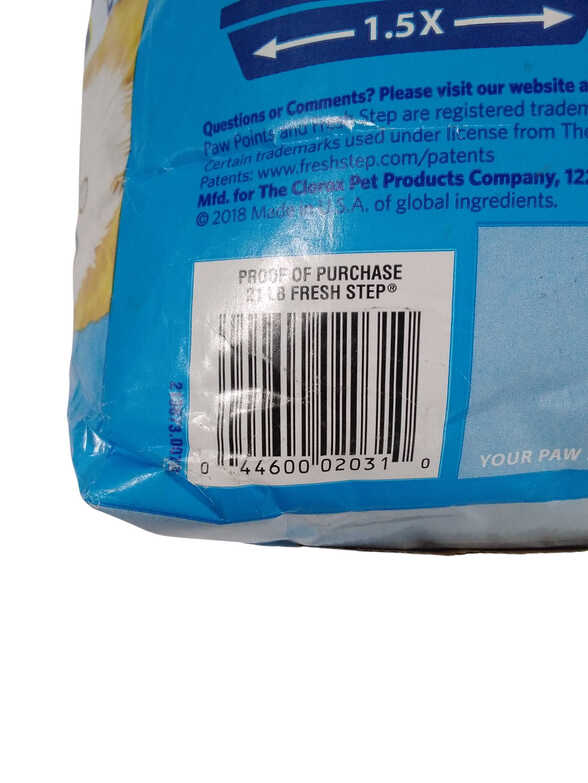 1.5X
Questions or Comments? Please visit our website a
Paw Points and Fresh Step are registered tradem
Certain trademarks used under license from The
Patents: www.freshstep.com/patents
Mfd. for The Clorox Pet Products Company, 122
© 2018 Made in U.S.A. of global ingredients.
PROOF OF PURCHASE
21 LB FRESH STEP®
0 44600 02031 0
YOUR PAW